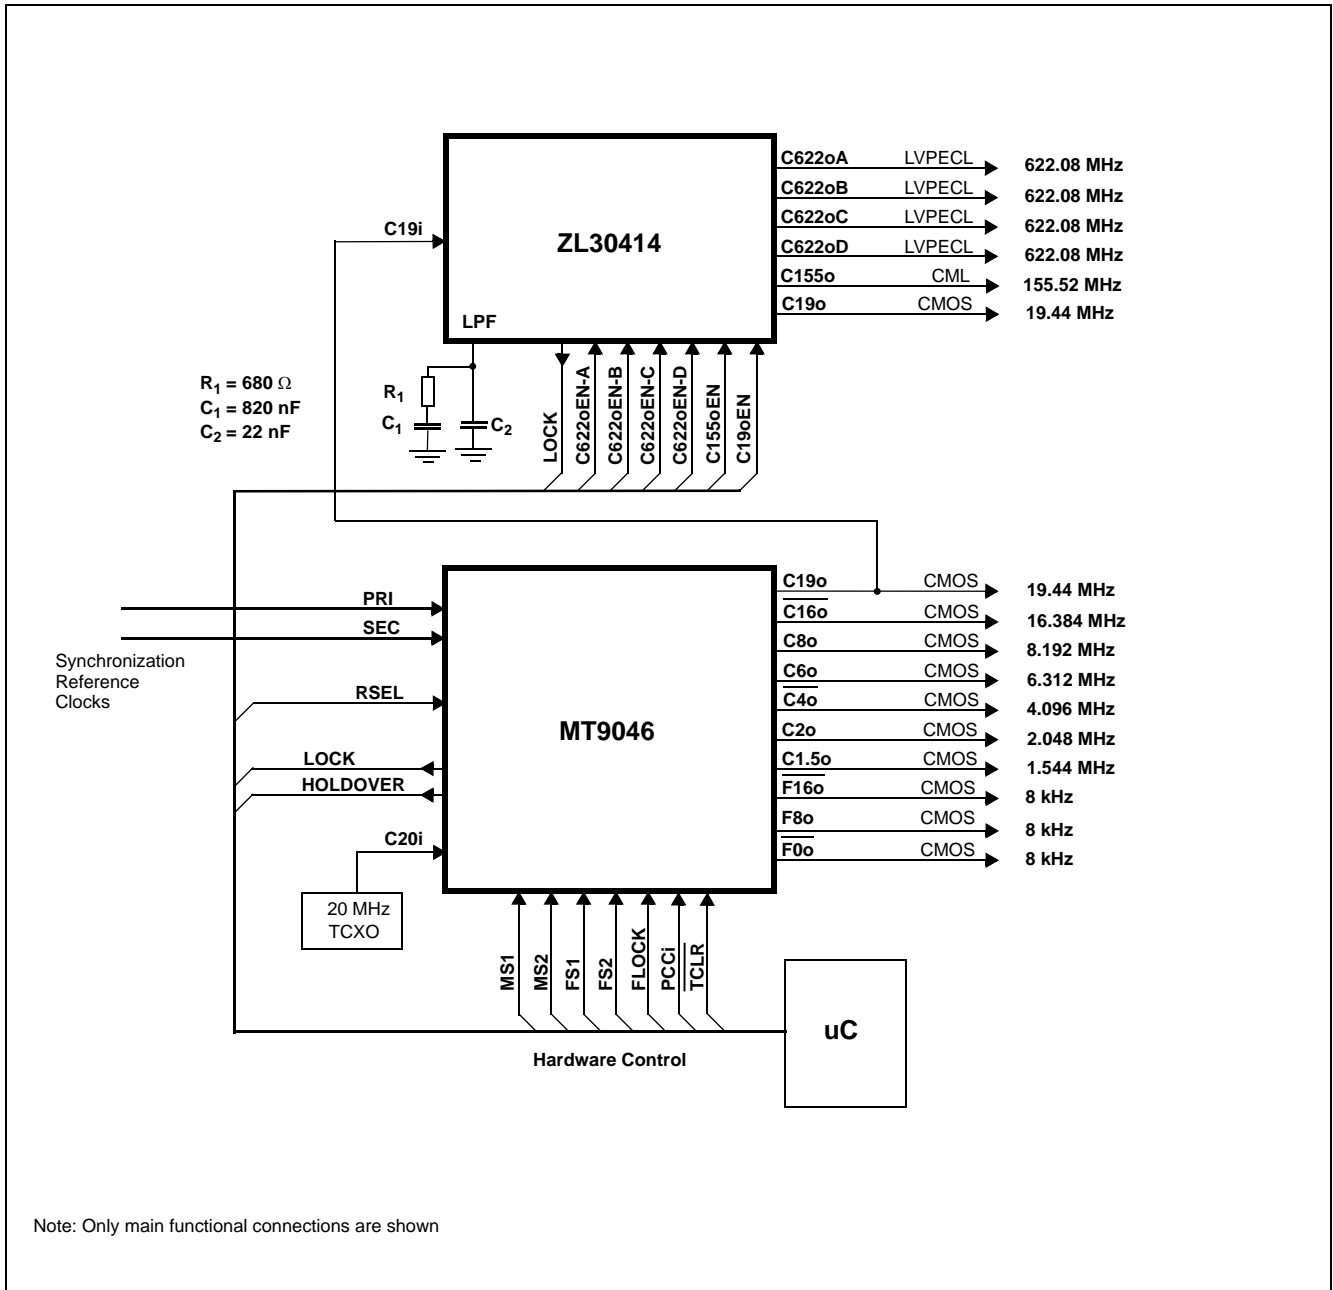 C622oA LVPECL 622.08 MHz
C622oB LVPECL 622.08 MHz
C622oC LVPECL 622.08 MHz
C622oD LVPECL 622.08 MHz
C155o CML 155.52 MHz
C19o CMOS 19.44 MHz
C19i
ZL30414
LPF
R1 = 680 Ω
C1 = 820 nF
C2 = 22 nF
R1
C1
C2
LOCK
C622oEN-A
C622oEN-B
C622oEN-C
C622oEN-D
C155oEN
C19oEN
C19o CMOS 19.44 MHz
C16o CMOS 16.384 MHz
C8o CMOS 8.192 MHz
C6o CMOS 6.312 MHz
C4o CMOS 4.096 MHz
C2o CMOS 2.048 MHz
C1.5o CMOS 1.544 MHz
F16o CMOS 8 kHz
F8o CMOS 8 kHz
F0o CMOS 8 kHz
PRI
SEC
Synchronization
Reference
Clocks
RSEL
MT9046
LOCK
HOLDOVER
C20i
20 MHz
TCXO
MS1
MS2
FS1
FS2
FLOCK
PCCi
TCLR
uC
Hardware Control
Note: Only main functional connections are shown